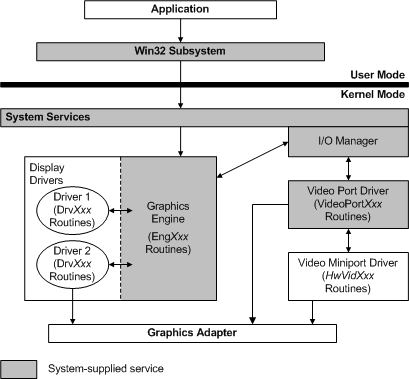 Application
Win32 Subsystem
User Mode
Kernel Mode
System Services
I/O Manager
Display
Drivers
Driver 1
(DrvXxx
Routines)
Driver 2
(DrvXxx
Routines)
Graphics
Engine
(EngXxx
Routines)
Video Port Driver
(VideoPortXxx
Routines)
Video Miniport Driver
(HwVidXxx
Routines)
Graphics Adapter
System-supplied service